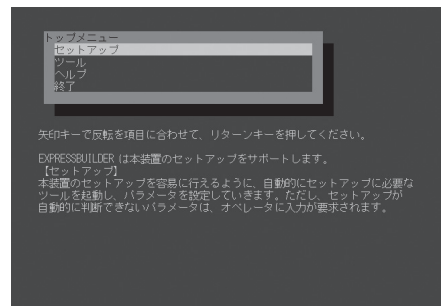 トップメニュー
セットアップ
ツール
ヘルプ
終了
矢印キーで反転を項目に合わせて、リターンキーを押してください。
EXPRESSBUILDER は本装置のセットアップをサポートします。
【セットアップ】
本装置のセットアップを容易に行えるように、自動的にセットアップに必要な
ツールを起動し、パラメータを設定していきます。ただし、セットアップが
自動的に判断できないパラメータは、オペレータに入力が要求されます。